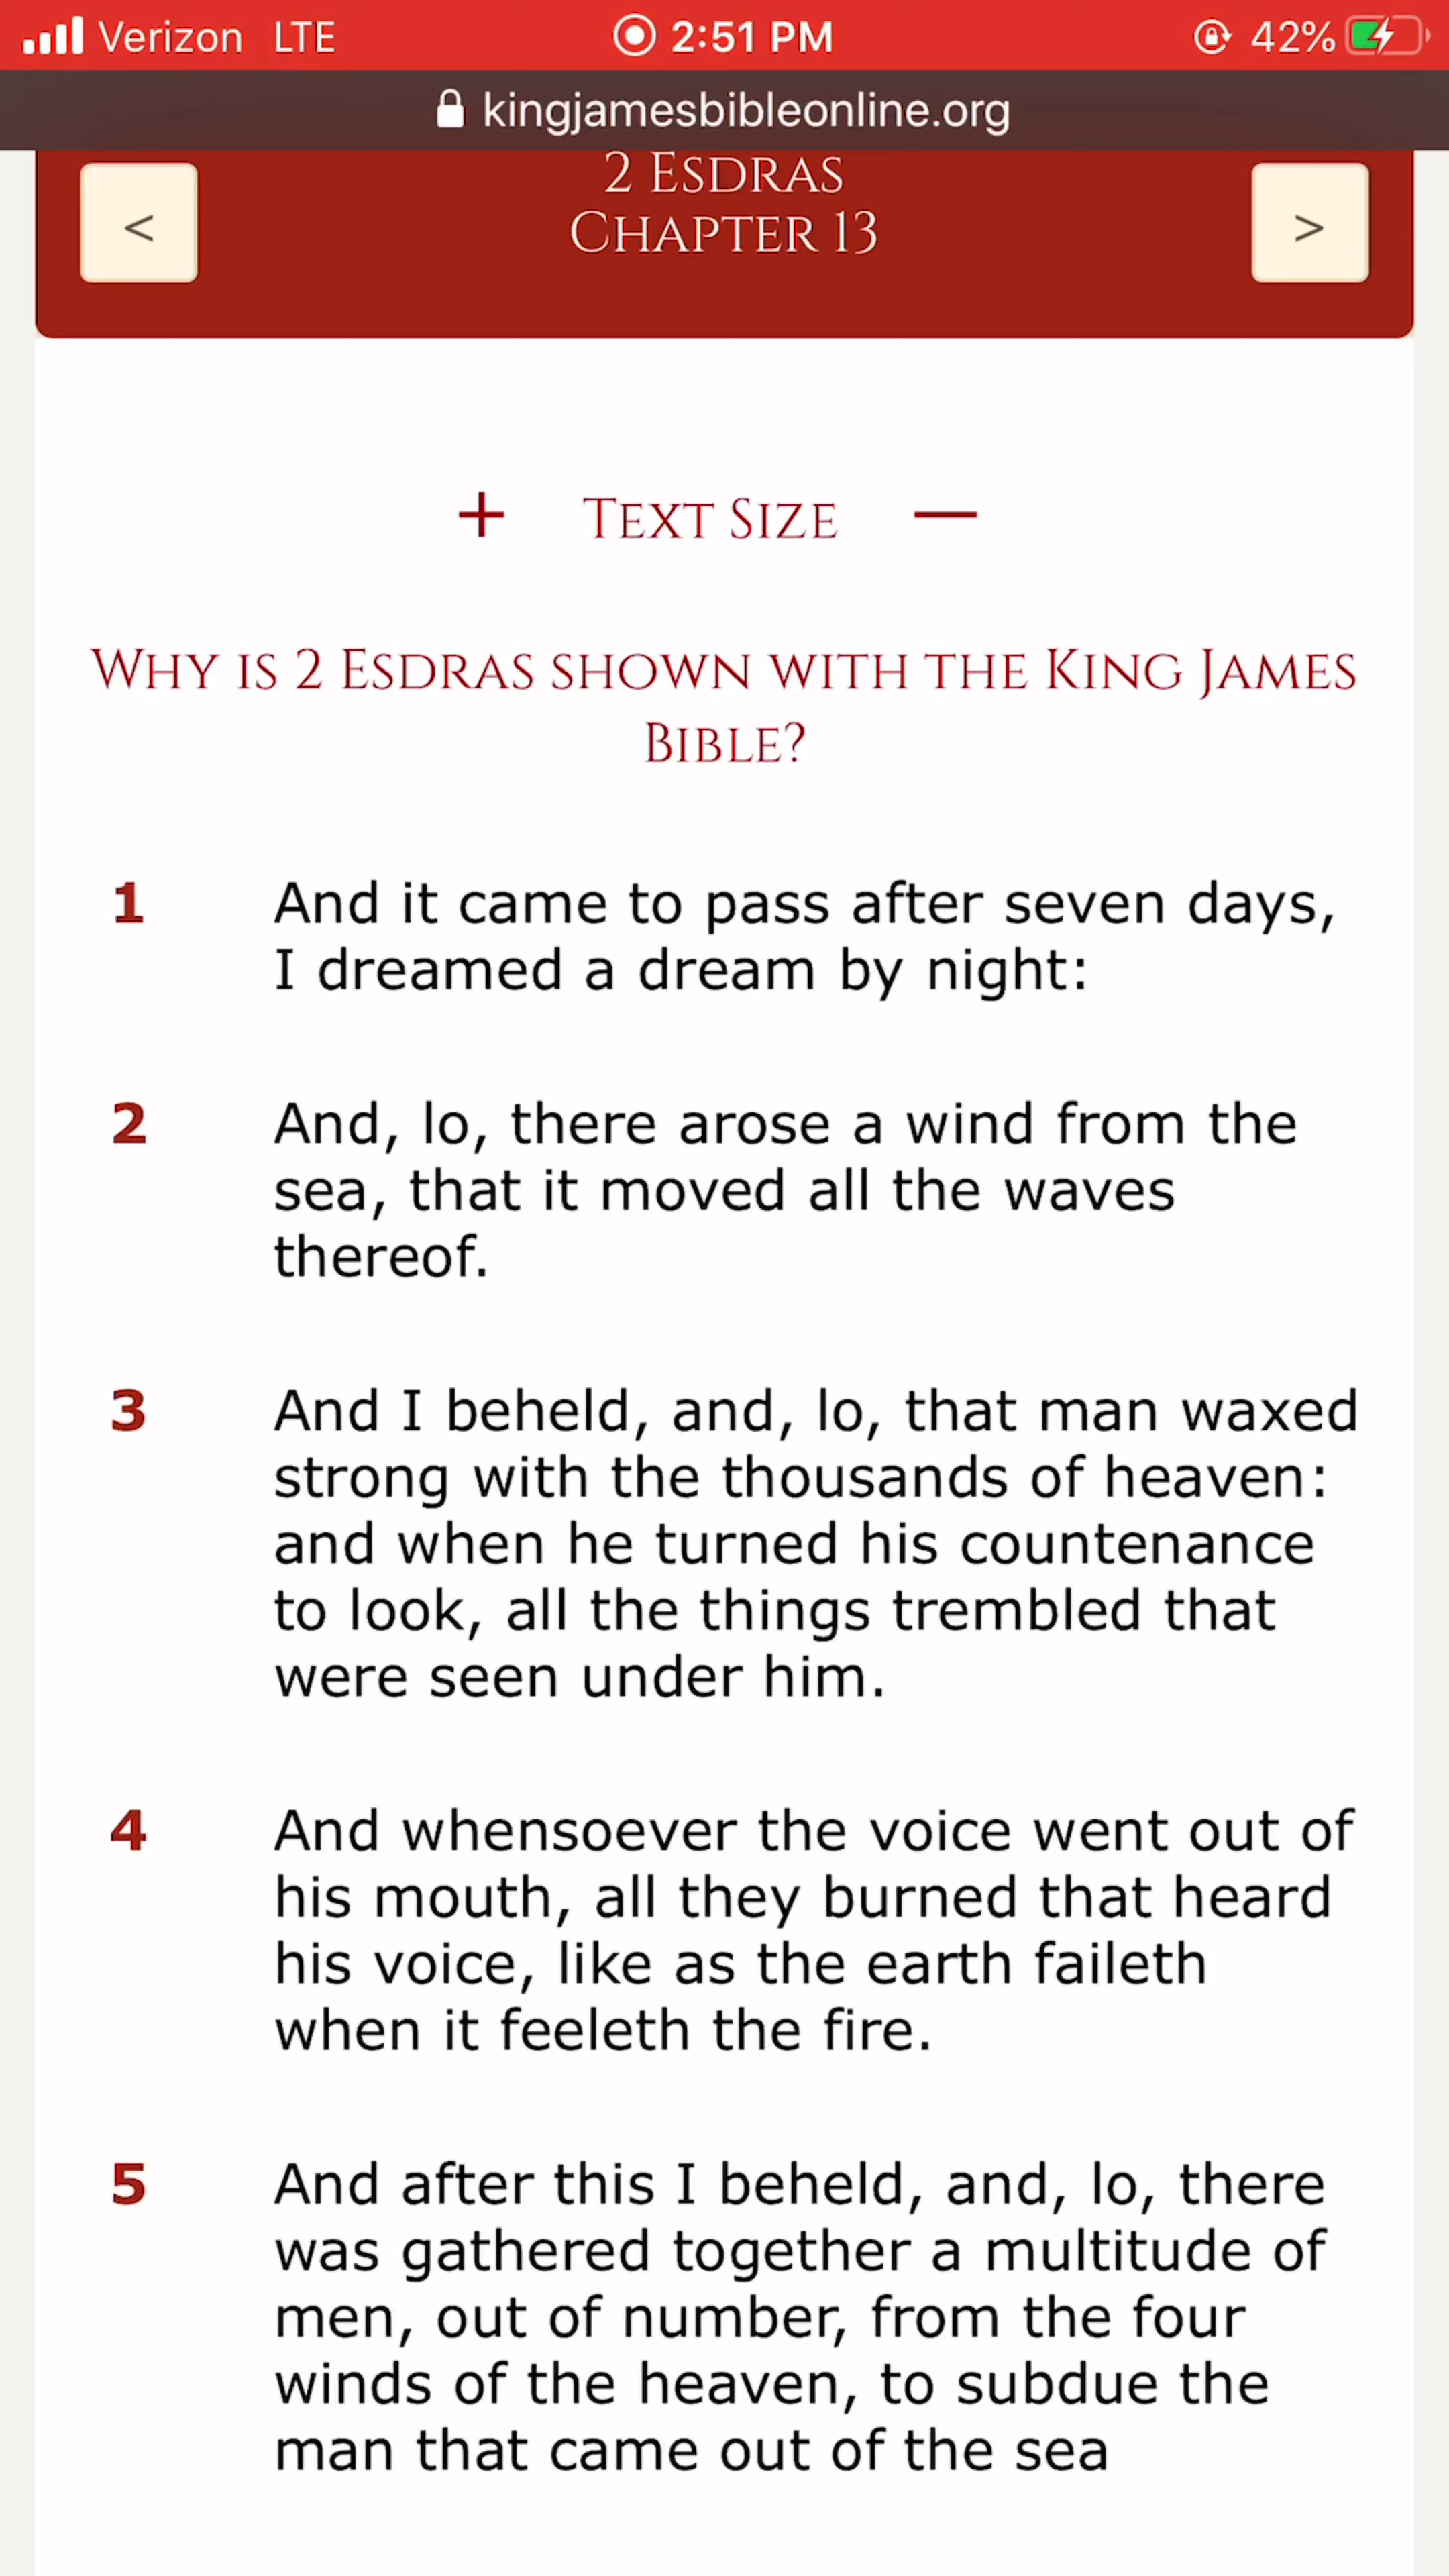 Verizon LTE 2:51 PM 42%
kingjamesbibleonline.org
2 Esdras
Chapter 13
< >
+ Text Size —
Why is 2 Esdras shown with the King James
Bible?
1 And it came to pass after seven days,
I dreamed a dream by night:
2 And, lo, there arose a wind from the
sea, that it moved all the waves
thereof.
3 And I beheld, and, lo, that man waxed
strong with the thousands of heaven:
and when he turned his countenance
to look, all the things trembled that
were seen under him.
4 And whensoever the voice went out of
his mouth, all they burned that heard
his voice, like as the earth faileth
when it feeleth the fire.
5 And after this I beheld, and, lo, there
was gathered together a multitude of
men, out of number, from the four
winds of the heaven, to subdue the
man that came out of the sea